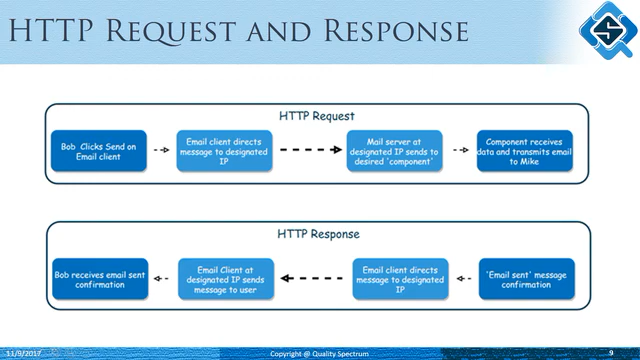 HTTP Request and Response
HTTP Request
Bob Clicks Send on
Email client
Email client directs
message to designated
IP
Mail server at
designated IP sends to
desired 'component'
Component receives
data and transmits email
to Mike
HTTP Response
Bob receives email sent
confirmation
Email Client at
designated IP sends
message to user
Email client directs
message to designated
IP
'Email sent' message
confirmation
11/9/2017
Copyright @ Quality Spectrum
9